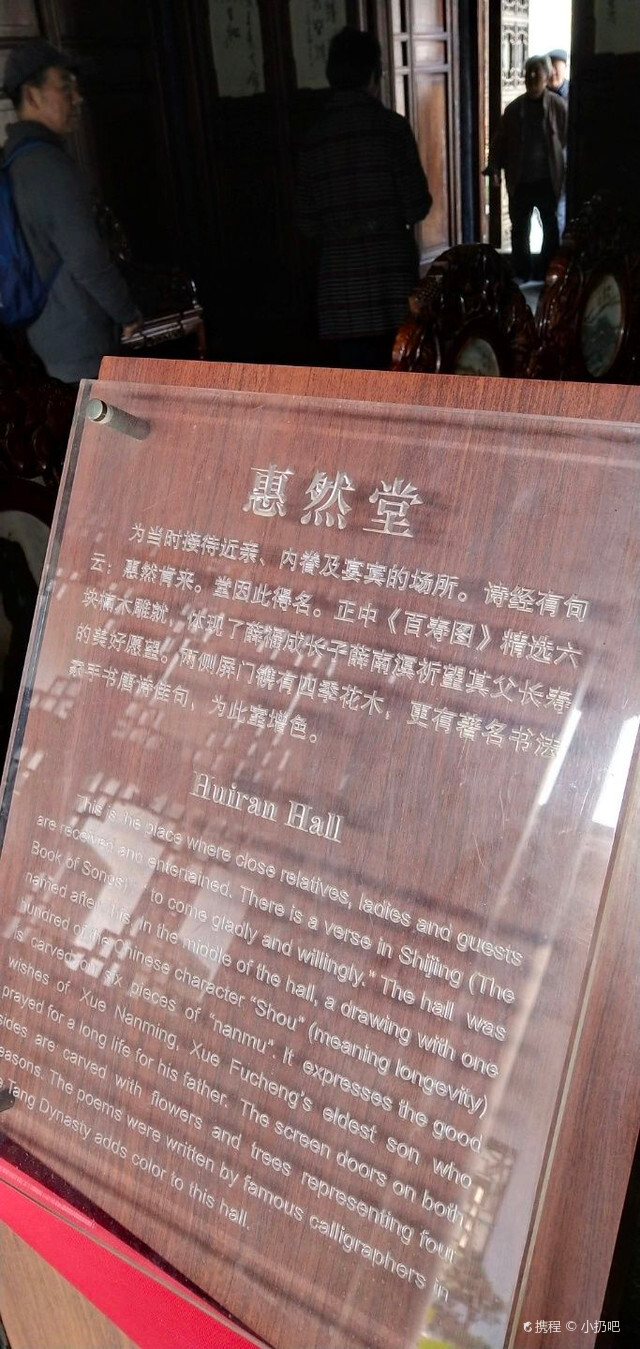 惠然堂
为当时接待近亲、内眷及宴宾的场所。诗经有句
云：惠然肯来。堂因此得名。正中《百寿图》精选六
块楠木雕就，体现了薛福成长子薛南溟祈望其父长寿
的美好愿望。两侧屏门镌有四季花木，更有著名书法
家手书唐诗佳句，为此室增色。
Huiran Hall
This is the place where close relatives, ladies and guests
are received and entertained. There is a verse in Shijing (The
Book of Songs) " to come gladly and willingly." The hall was
named after this. In the middle of the hall, a drawing with one
hundred of the Chinese character "Shou" (meaning longevity)
is carved on six pieces of "nanmu". It expresses the good
wishes of Xue Nanming, Xue Fucheng's eldest son who
prayed for a long life for his father. The screen doors on both
sides are carved with flowers and trees representing four
seasons. The poems were written by famous calligraphers in
Tang Dynasty adds color to this hall.
携程 © 小扔吧